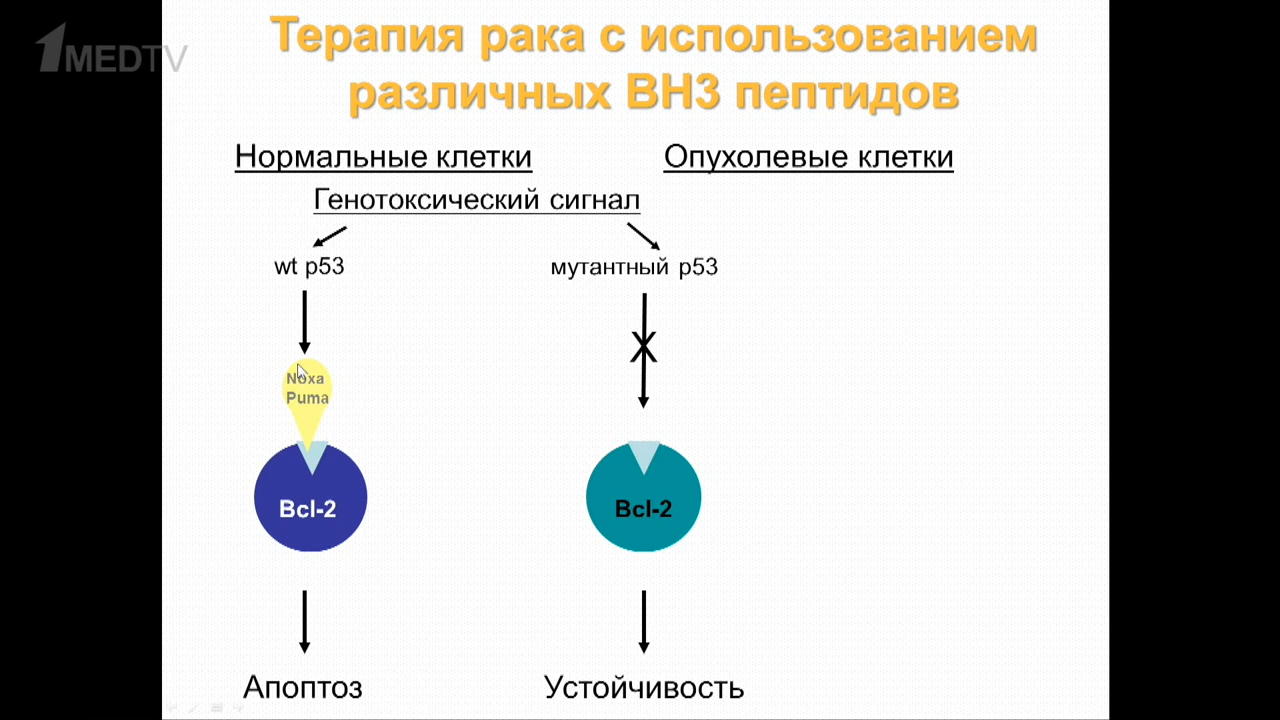 1MEDTV
Терапия рака с использованием
различных BH3 пептидов
Нормальные клетки
Опухолевые клетки
Генотоксический сигнал
wt p53
мутантный p53
X
Noxa
Puma
Bcl-2
Bcl-2
Апоптоз
Устойчивость